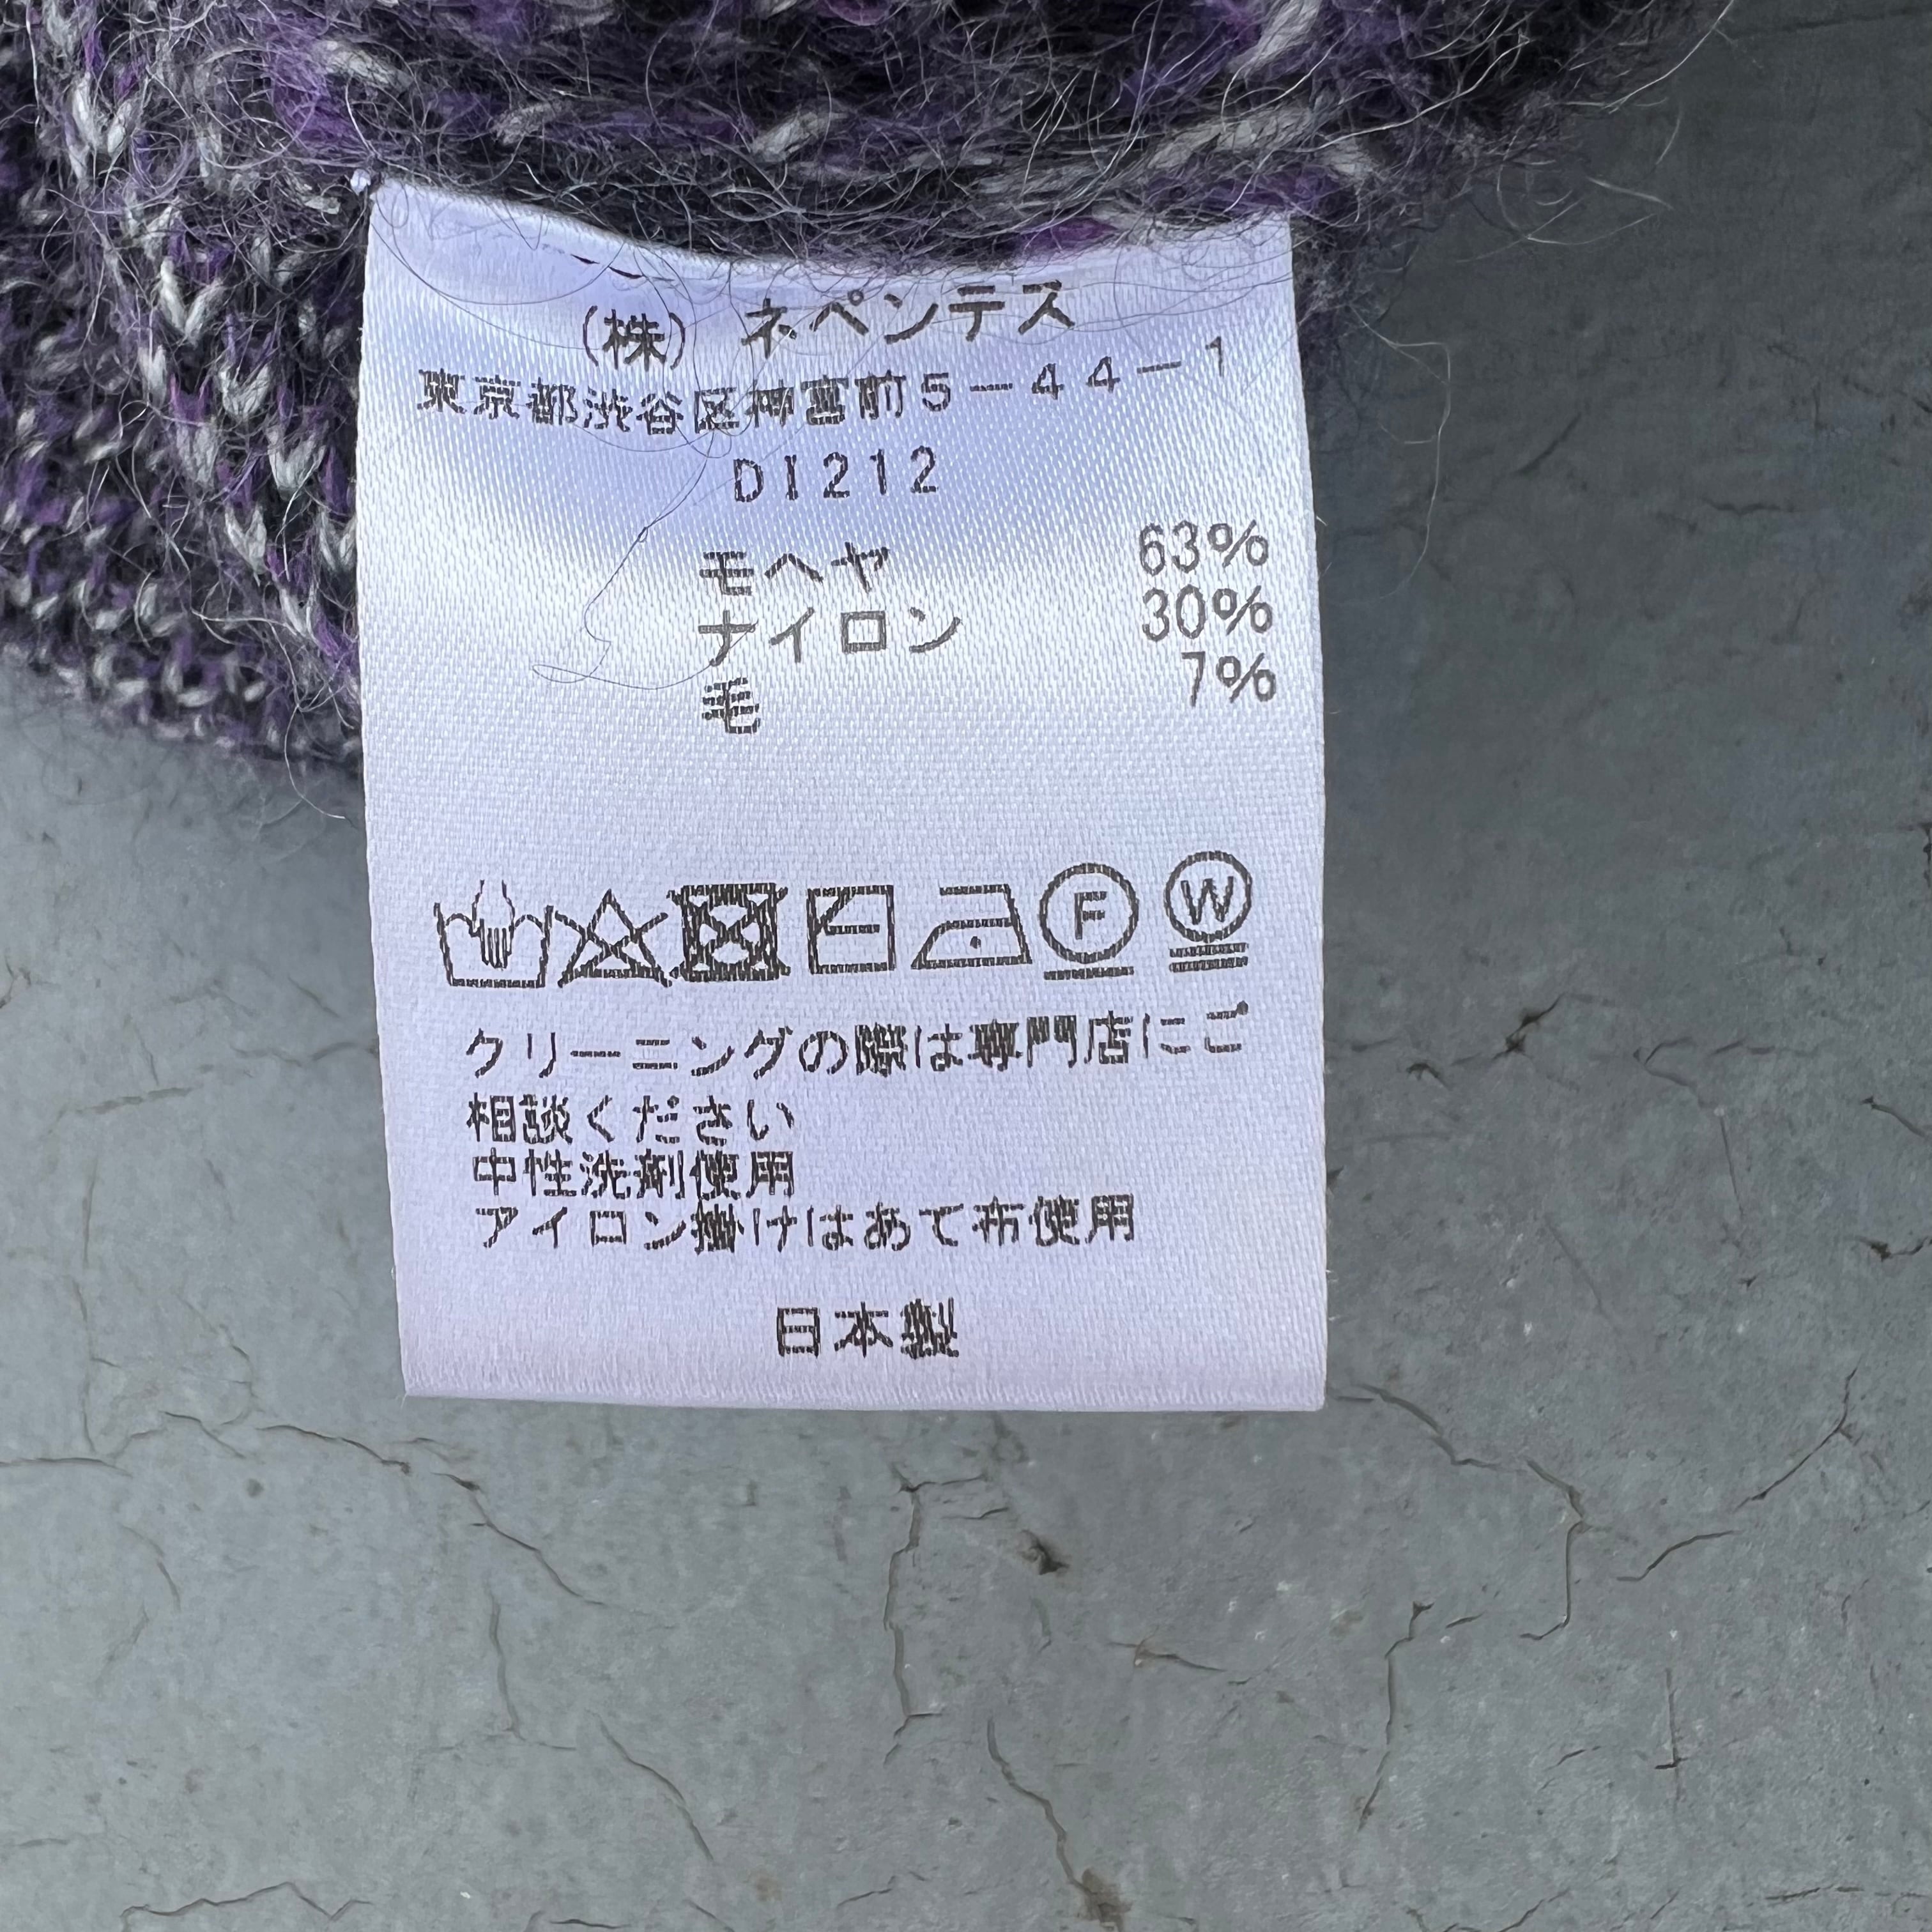 (株) ネペンテス
東京都渋谷区神宮前5-44-1
DI212
モヘヤ 63%
ナイロン 30%
毛 7%
F W
クリーニングの際は専門店にご
相談ください
中性洗剤使用
アイロン掛けはあて布使用
日本製